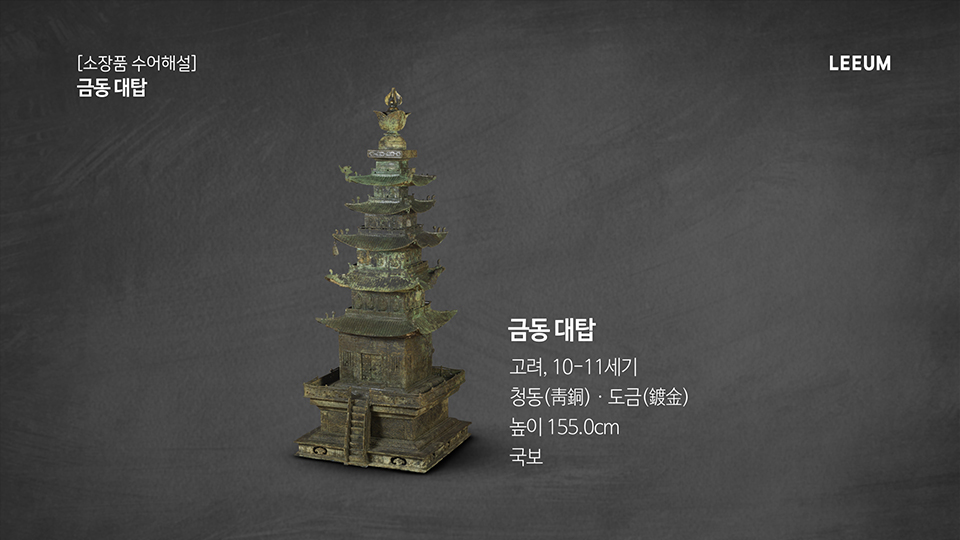 [소장품 수어해설]
금동 대탑
LEEUM
금동 대탑
고려, 10-11세기
청동(靑銅) · 도금(鍍金)
높이 155.0cm
국보